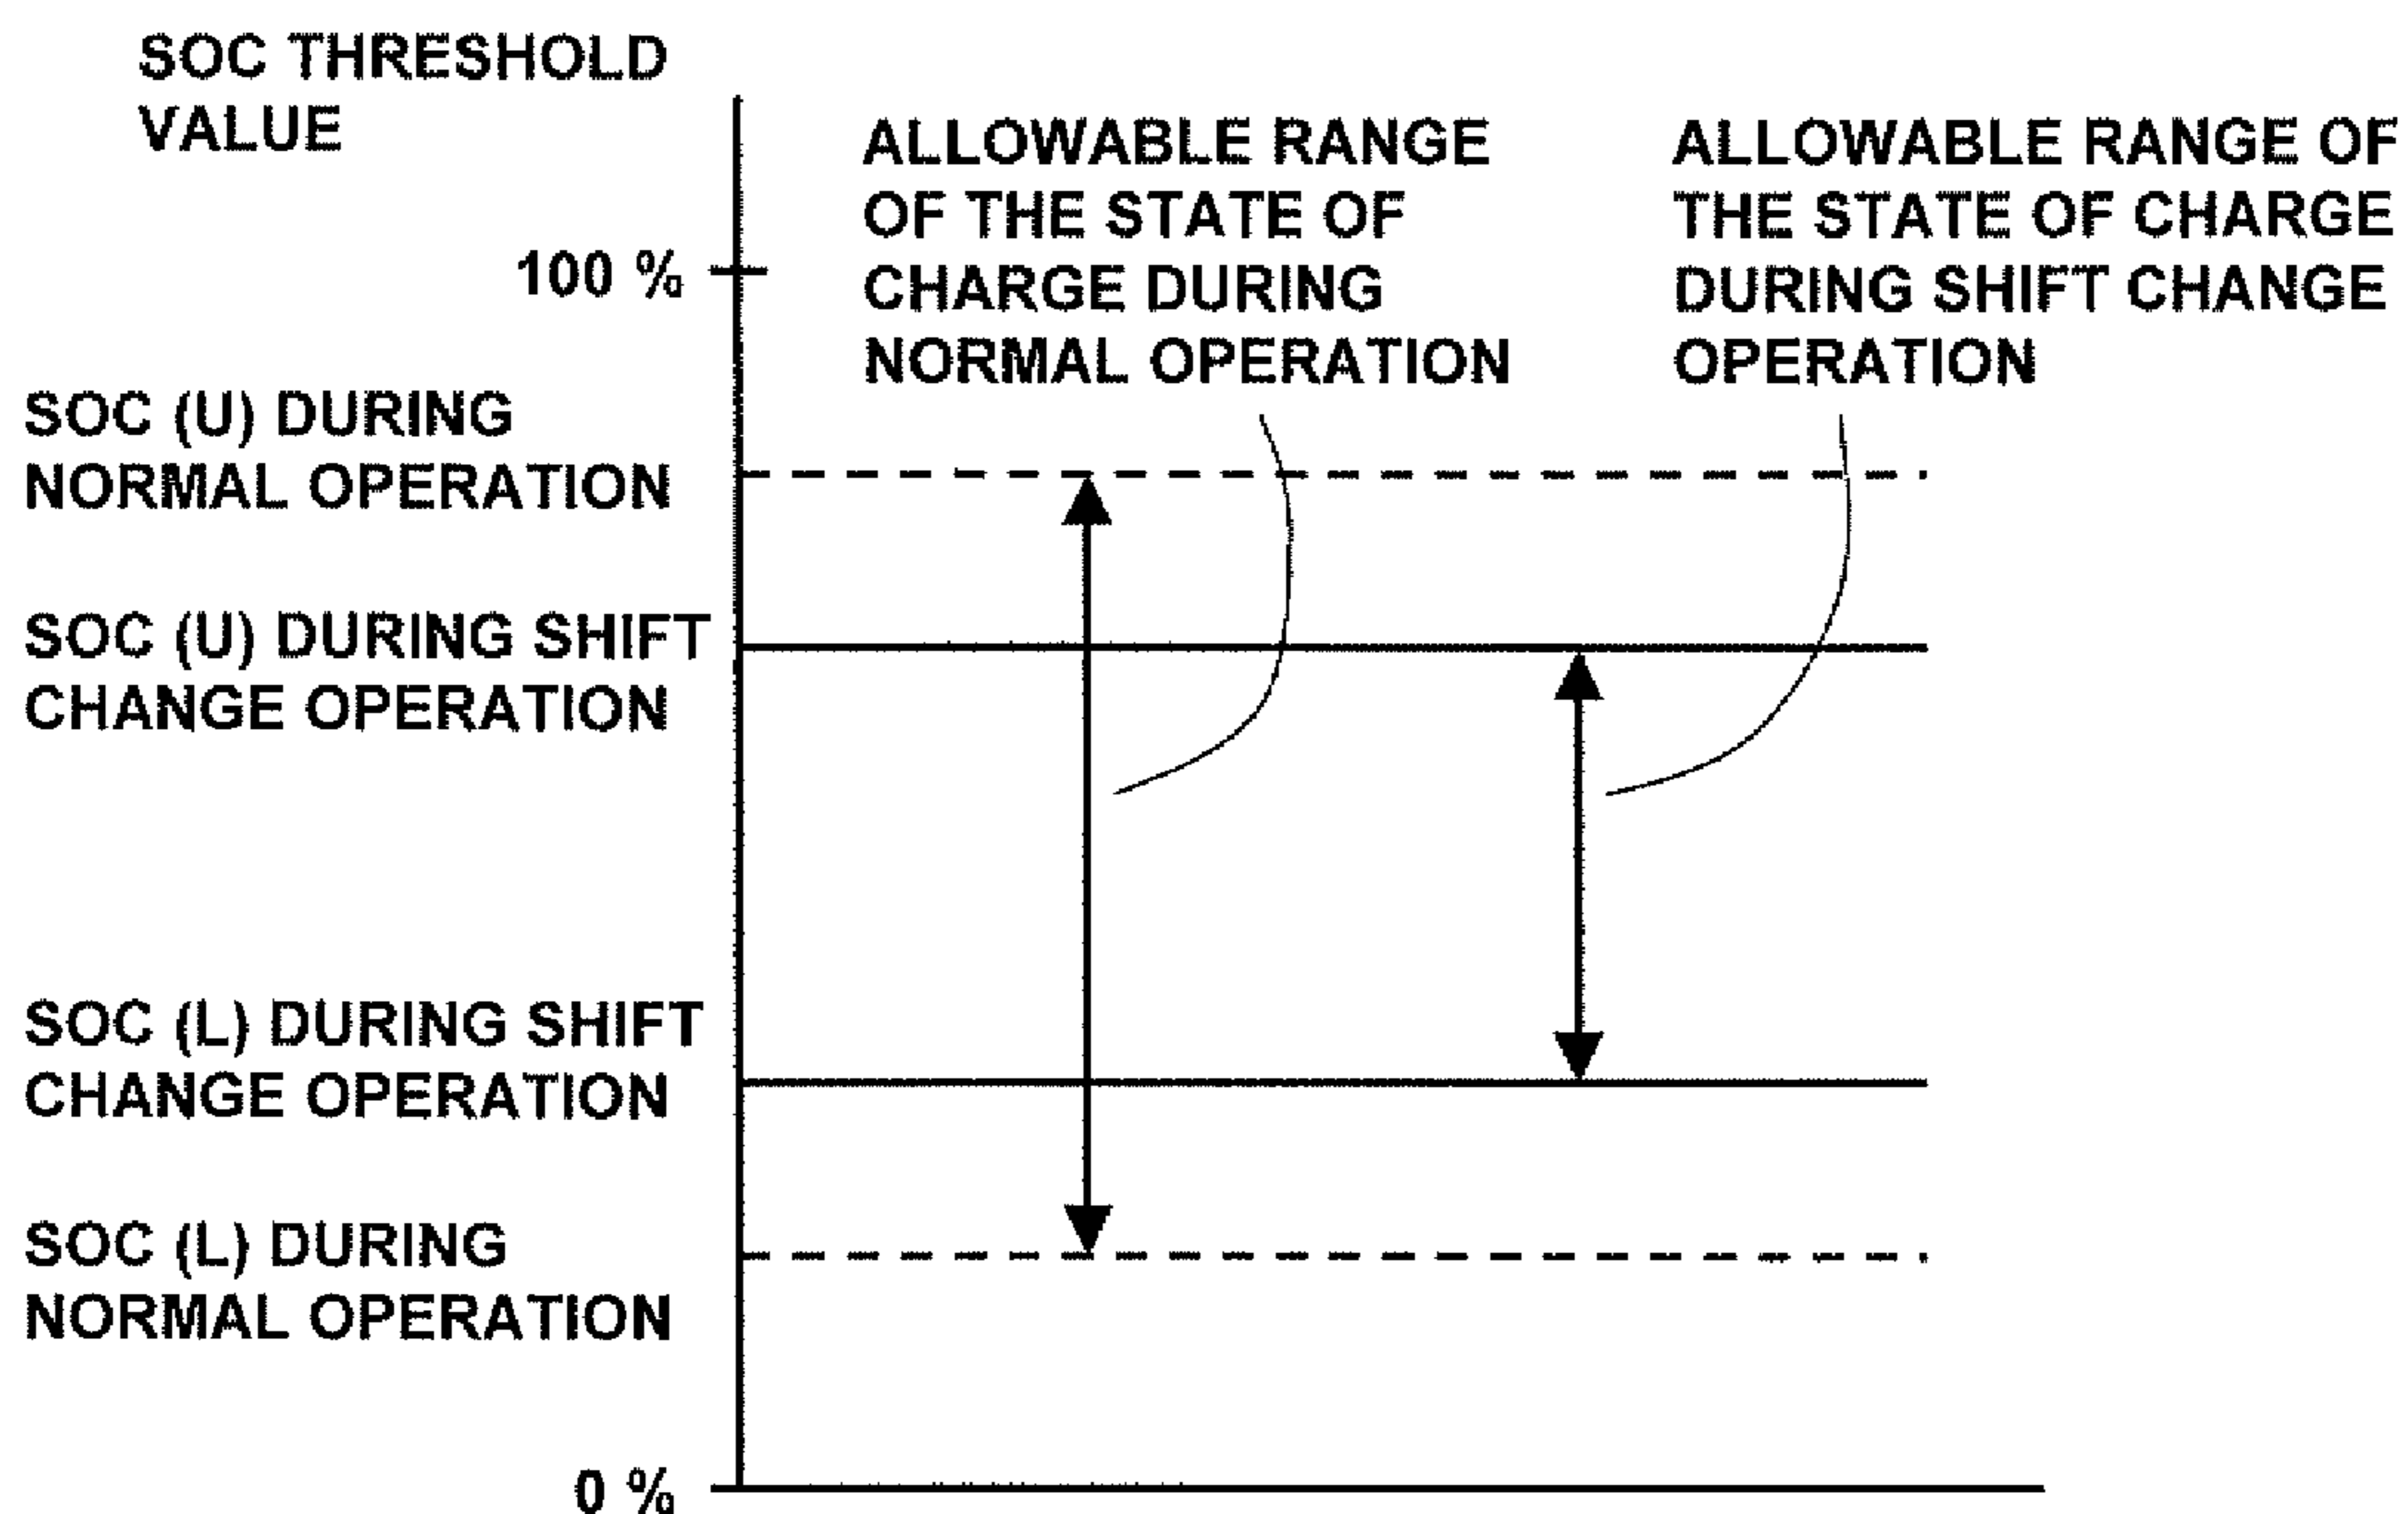 SOC THRESHOLD
VALUE
ALLOWABLE RANGE
OF THE STATE OF
CHARGE DURING
NORMAL OPERATION
ALLOWABLE RANGE OF
THE STATE OF CHARGE
DURING SHIFT CHANGE
OPERATION
100 %
SOC (U) DURING
NORMAL OPERATION
SOC (U) DURING SHIFT
CHANGE OPERATION
SOC (L) DURING SHIFT
CHANGE OPERATION
SOC (L) DURING
NORMAL OPERATION
0 %